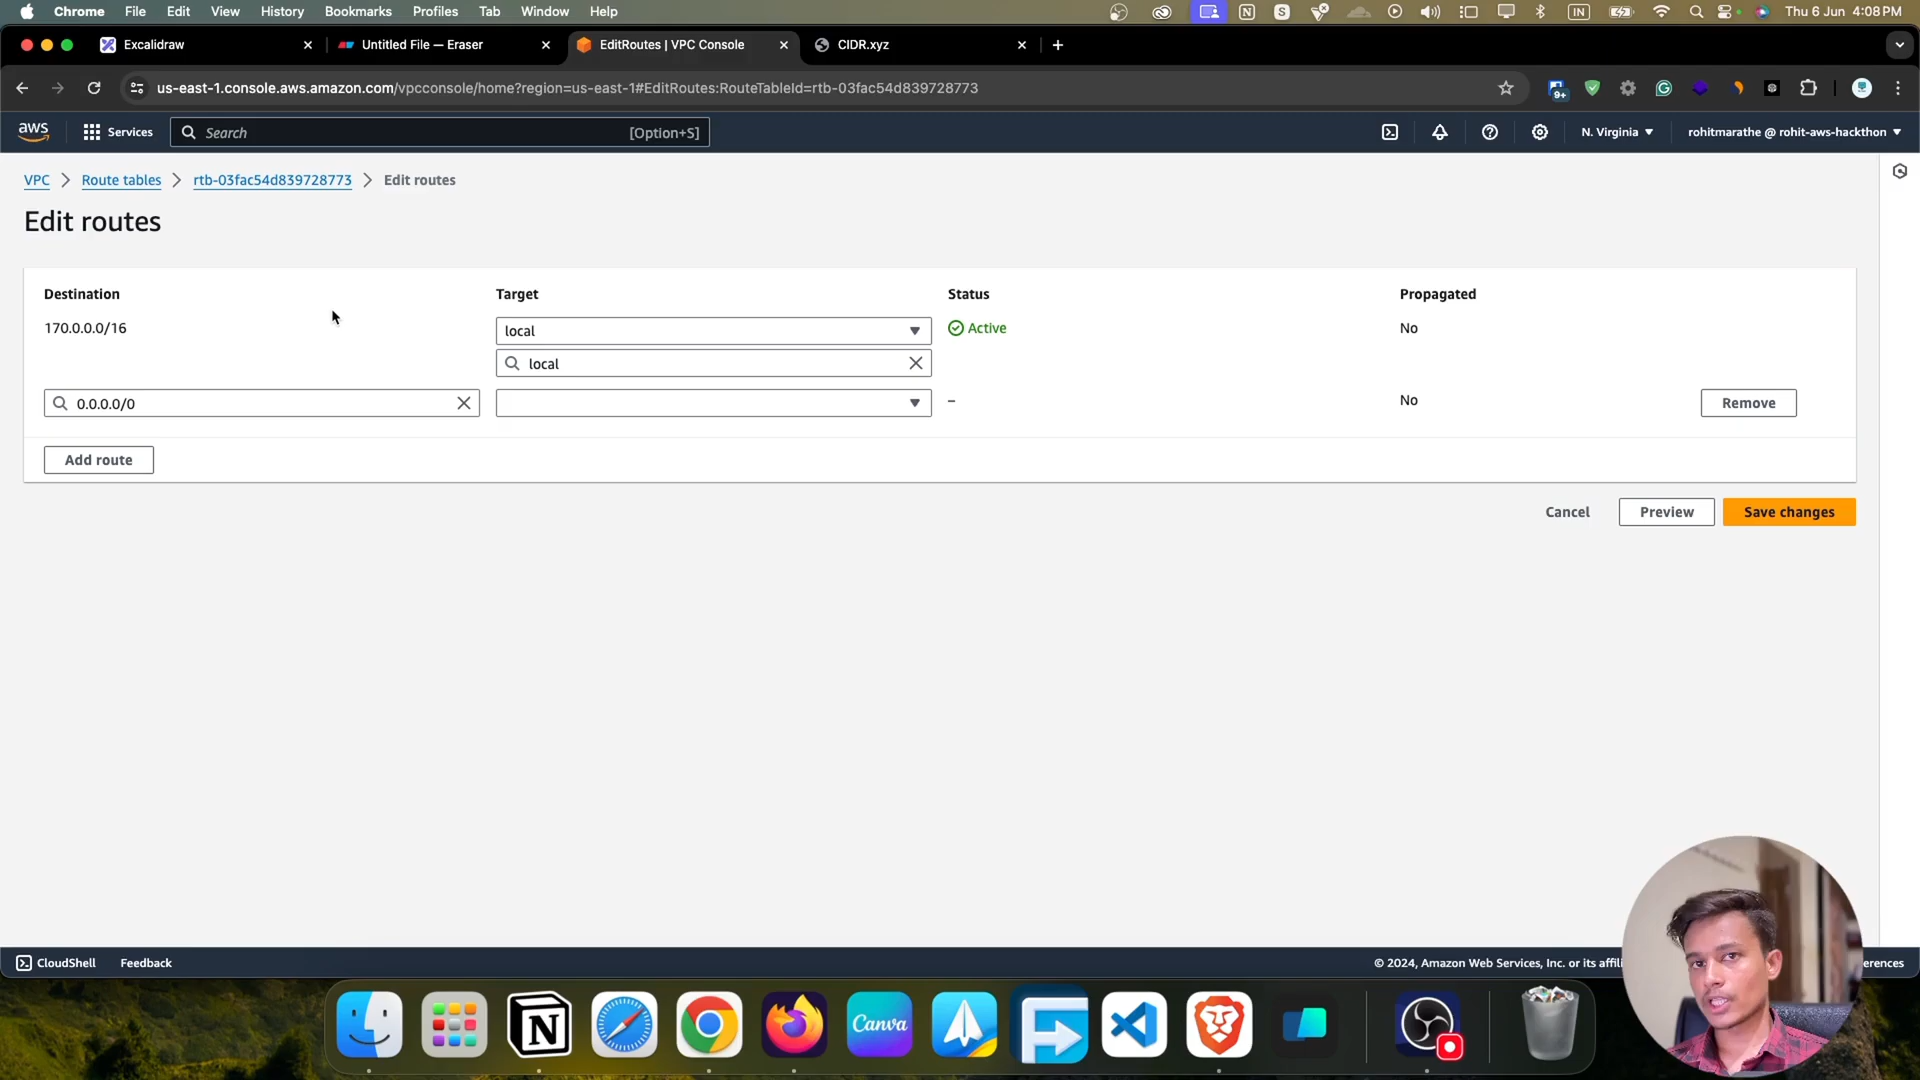 Chrome File Edit View History Bookmarks Profiles Tab Window Help IN Thu 6 Jun 4:08 PM
Excalidraw Untitled File — Eraser EditRoutes | VPC Console CIDR.xyz
us-east-1.console.aws.amazon.com/vpcconsole/home?region=us-east-1#EditRoutes:RouteTableId=rtb-03fac54d839728773 9+
aws Services Search [Option+S] N. Virginia rohitmarathe @ rohit-aws-hackthon
VPC Route tables rtb-03fac54d839728773 Edit routes
Edit routes
Destination Target Status Propagated
170.0.0.0/16 local Active No
local
0.0.0.0/0 – No Remove
Add route
Cancel Preview Save changes
CloudShell Feedback © 2024, Amazon Web Services, Inc. or its affili erences
Canva